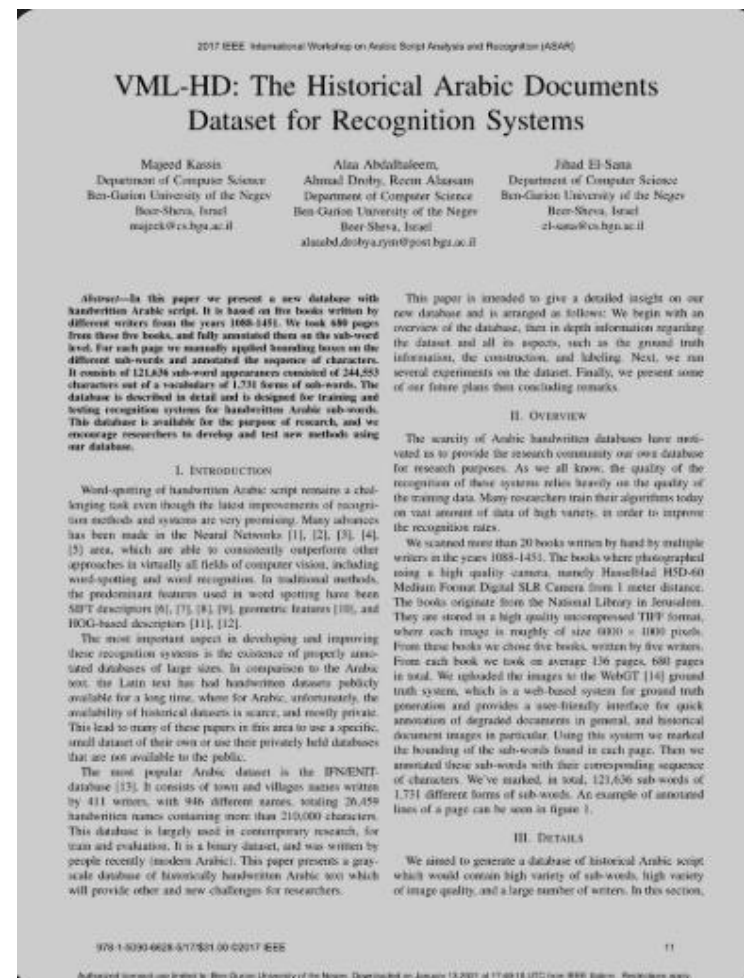 2017 IEEE International Workshop on Arabic Script Analysis and Recognition (ASAR)
VML-HD: The Historical Arabic Documents
Dataset for Recognition Systems
Majeed Kassis
Department of Computer Science
Ben-Gurion University of the Negev
Beer-Sheva, Israel
majeek@cs.bgu.ac.il
Alaa Abdalhaleem,
Ahmad Droby, Reem Alaasam
Department of Computer Science
Ben-Gurion University of the Negev
Beer-Sheva, Israel
alaaabd,drobya,rym@post.bgu.ac.il
Jihad El-Sana
Department of Computer Science
Ben-Gurion University of the Negev
Beer-Sheva, Israel
el-sana@cs.bgu.ac.il
Abstract—In this paper we present a new database with
handwritten Arabic script. It is based on five books written by
different writers from the years 1088-1451. We took 680 pages
from these five books, and fully annotated them on the sub-word
level. For each page we manually applied bounding boxes on the
different sub-words and annotated the sequence of characters.
It consists of 121,636 sub-word appearances consisted of 244,553
characters out of a vocabulary of 1,731 forms of sub-words. The
database is described in detail and is designed for training and
testing recognition systems for handwritten Arabic sub-words.
This database is available for the purpose of research, and we
encourage researchers to develop and test new methods using
our database.
I. INTRODUCTION
Word-spotting of handwritten Arabic script remains a chal-
lenging task even though the latest improvements of recogni-
tion methods and systems are very promising. Many advances
has been made in the Neural Networks [1], [2], [3], [4],
[5] area, which are able to consistently outperform other
approaches in virtually all fields of computer vision, including
word-spotting and word recognition. In traditional methods,
the predominant features used in word spotting have been
SIFT descriptors [6], [7], [8], [9], geometric features [10], and
HOG-based descriptors [11], [12].
The most important aspect in developing and improving
these recognition systems is the existence of properly anno-
tated databases of large sizes. In comparison to the Arabic
text, the Latin text has had handwritten datasets publicly
available for a long time, where for Arabic, unfortunately, the
availability of historical datasets is scarce, and mostly private.
This lead to many of these papers in this area to use a specific,
small dataset of their own or use their privately held databases
that are not available to the public.
The most popular Arabic dataset is the IFN/ENIT-
database [13]. It consists of town and villages names written
by 411 writers, with 946 different names, totaling 26,459
handwritten names containing more than 210,000 characters.
This database is largely used in contemporary research, for
train and evaluation. It is a binary dataset, and was written by
people recently (modern Arabic). This paper presents a gray-
scale database of historically handwritten Arabic text which
will provide other and new challenges for researchers.
This paper is intended to give a detailed insight on our
new database and is arranged as follows: We begin with an
overview of the database, then in depth information regarding
the dataset and all its aspects, such as the ground truth
information, the construction, and labeling. Next, we run
several experiments on the dataset. Finally, we present some
of our future plans then concluding remarks.
II. OVERVIEW
The scarcity of Arabic handwritten databases have moti-
vated us to provide the research community our own database
for research purposes. As we all know, the quality of the
recognition of these systems relies heavily on the quality of
the training data. Many researchers train their algorithms today
on vast amount of data of high variety, in order to improve
the recognition rates.
We scanned more than 20 books written by hand by multiple
writers in the years 1088-1451. The books where photographed
using a high quality camera, namely Hasselblad H5D-60
Medium Format Digital SLR Camera from 1 meter distance.
The books originate from the National Library in Jerusalem.
They are stored in a high quality uncompressed TIFF format,
where each image is roughly of size 6000 × 1000 pixels.
From these books we chose five books, written by five writers.
From each book we took on average 136 pages, 680 pages
in total. We uploaded the images to the WebGT [14] ground
truth system, which is a web-based system for ground truth
generation and provides a user-friendly interface for quick
annotation of degraded documents in general, and historical
document images in particular. Using this system we marked
the bounding of the sub-words found in each page. Then we
annotated these sub-words with their corresponding sequence
of characters. We've marked, in total, 121,636 sub-words of
1,731 different forms of sub-words. An example of annotated
lines of a page can be seen in figure 1.
III. DETAILS
We aimed to generate a database of historical Arabic script
which would contain high variety of sub-words, high variety
of image quality, and a large number of writers. In this section,
978-1-5090-6628-5/17/$31.00 ©2017 IEEE
11
Authorized licensed use limited to: Ben-Gurion University of the Negev. Downloaded on January 13,2021 at 17:49:18 UTC from IEEE Xplore. Restrictions apply.